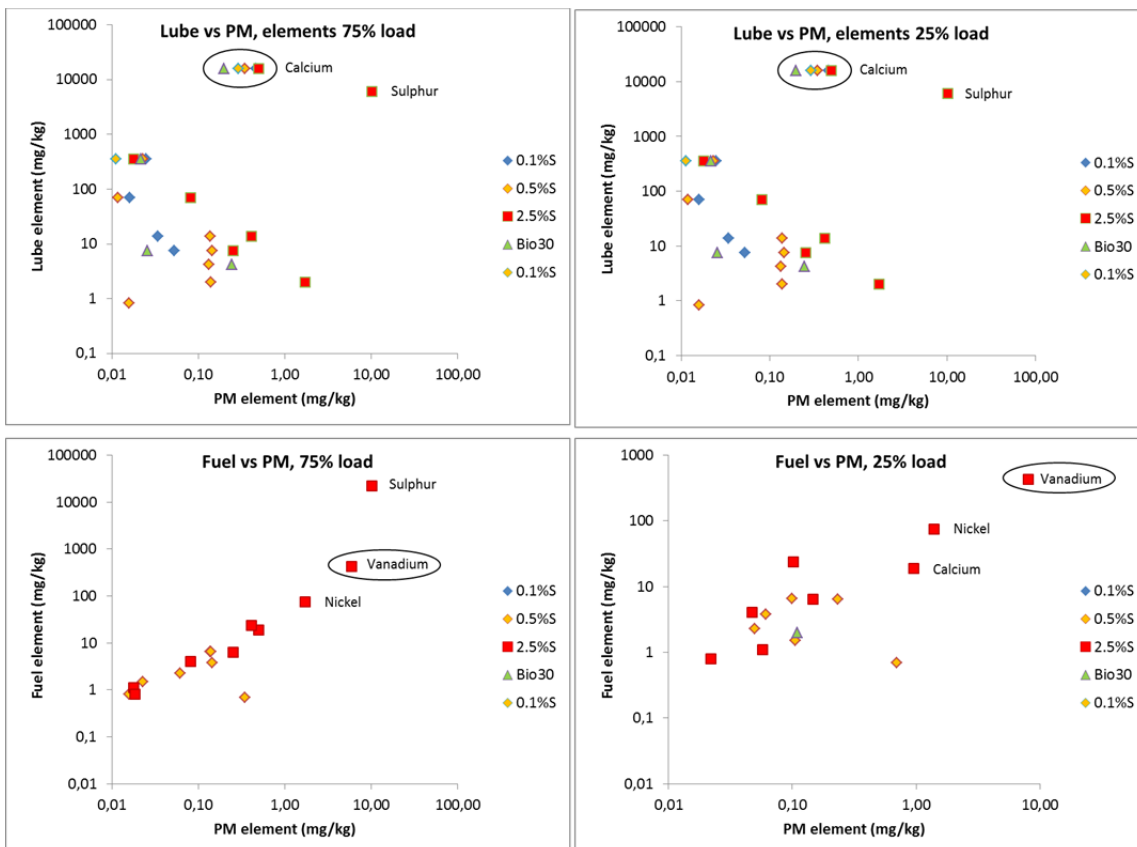 Lube vs PM, elements 75% load
100000
10000
1000
100
10
1
0,1
Lube element (mg/kg)
Calcium
Sulphur
0,01
0,10
1,00
10,00
100,00
PM element (mg/kg)
0.1%S
0.5%S
2.5%S
Bio30
0.1%S
Lube vs PM, elements 25% load
100000
10000
1000
100
10
1
0,1
Lube element (mg/kg)
Calcium
Sulphur
0,01
0,10
1,00
10,00
100,00
PM element (mg/kg)
0.1%S
0.5%S
2.5%S
Bio30
0.1%S
Fuel vs PM, 75% load
100000
10000
1000
100
10
1
0,1
0,01
Fuel element (mg/kg)
Sulphur
Vanadium
Nickel
0,01
0,10
1,00
10,00
100,00
PM element (mg/kg)
0.1%S
0.5%S
2.5%S
Bio30
0.1%S
Fuel vs PM, 25% load
1000
100
10
1
0,1
0,01
Fuel element (mg/kg)
Vanadium
Nickel
Calcium
0,01
0,10
1,00
10,00
PM element (mg/kg)
0.1%S
0.5%S
2.5%S
Bio30
0.1%S